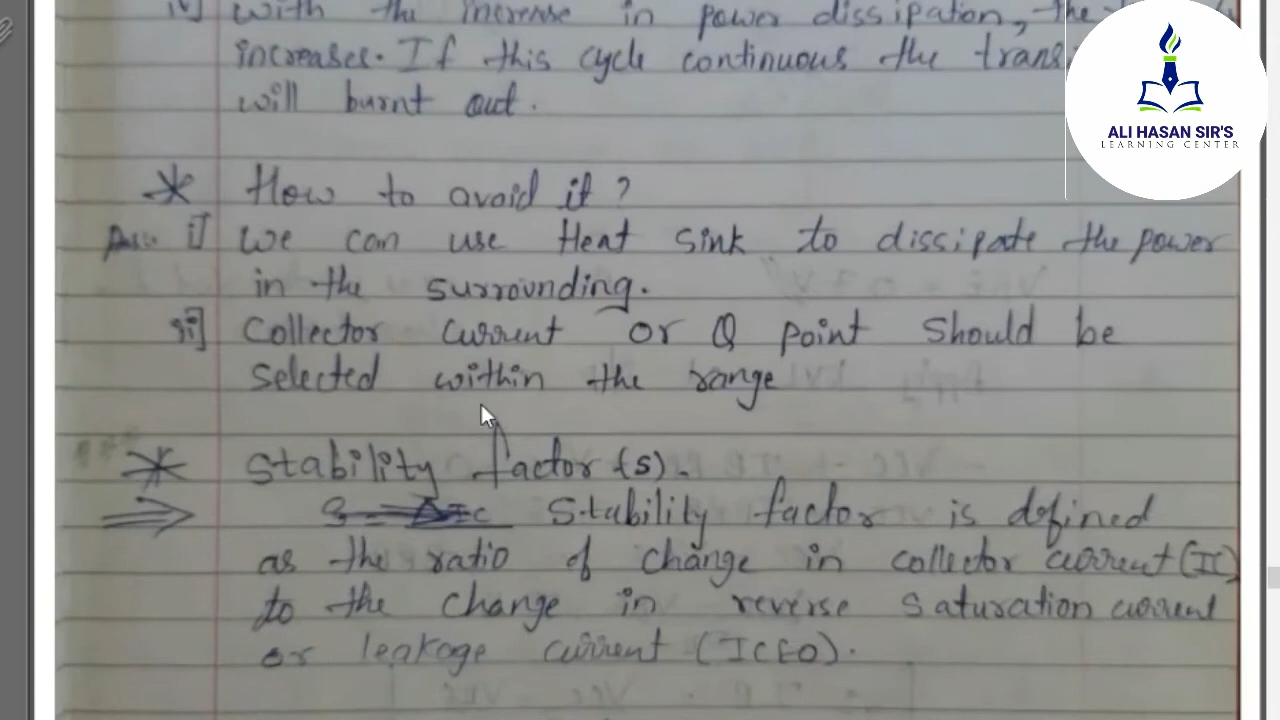 iv] With the increase in power dissipation, the
increases. If this cycle continuous the
will burnt out.
ALI HASAN SIR'S
LEARNING CENTER
* How to avoid it?
Ans:- i] We can use Heat sink to dissipate the power
in the surrounding.
ii] Collector current or Q point should be
selected within the range
* Stability factor (s).
⇒ Stability factor is defined
as the ratio of change in collector current (IC)
to the change in reverse saturation current
or leakage current (ICEO).